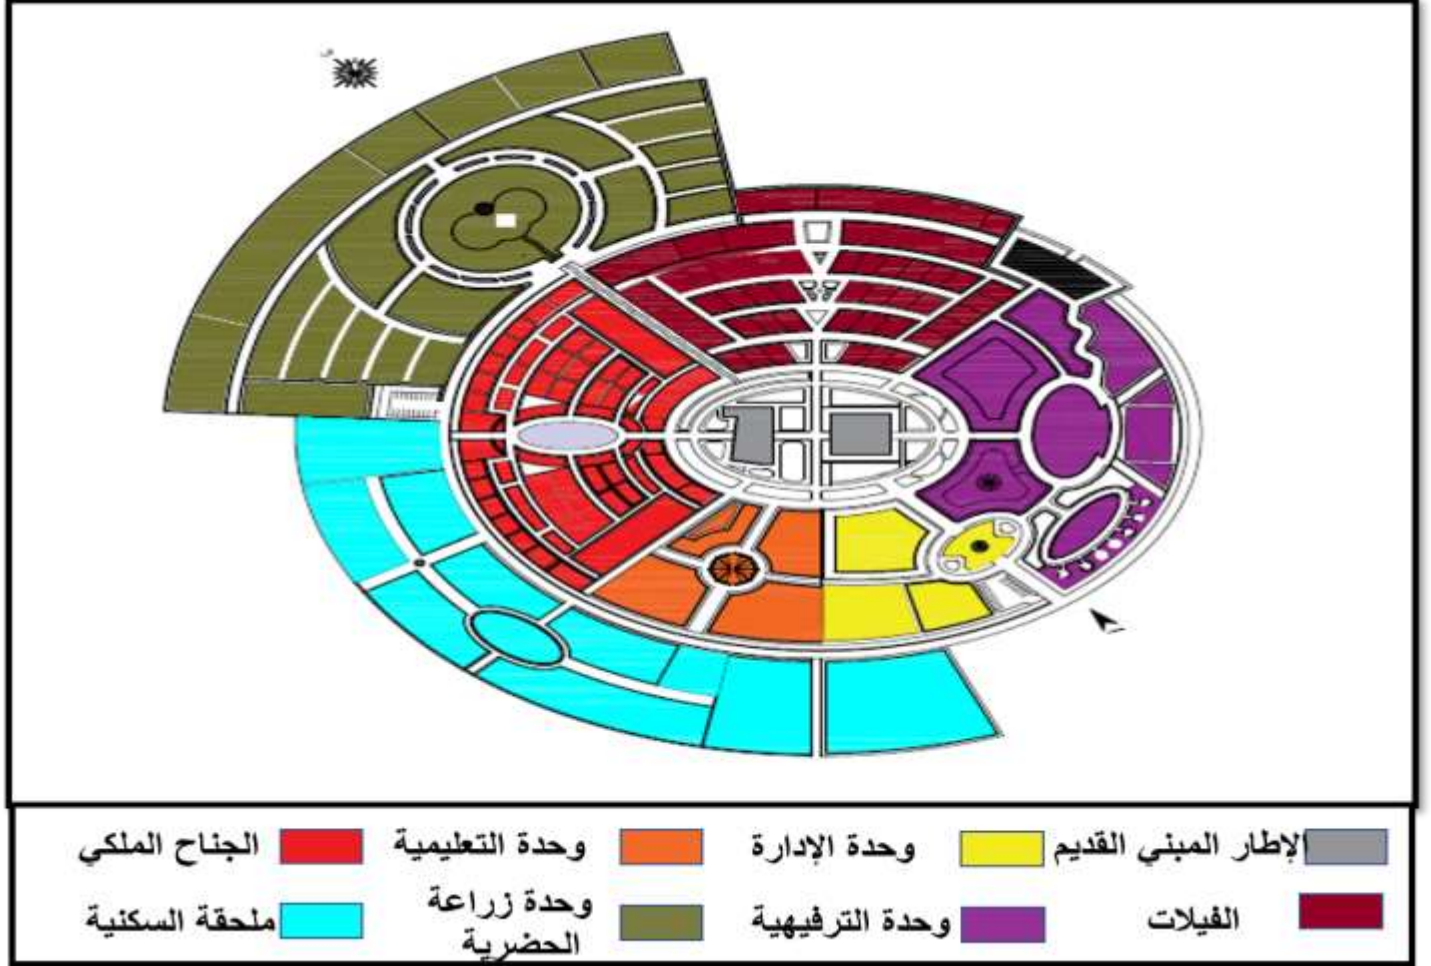 الإطار المبني القديم
وحدة الإدارة
وحدة التعليمية
الجناح الملكي
الفيلات
وحدة الترفيهية
وحدة زراعة
الحضرية
ملحقة السكنية